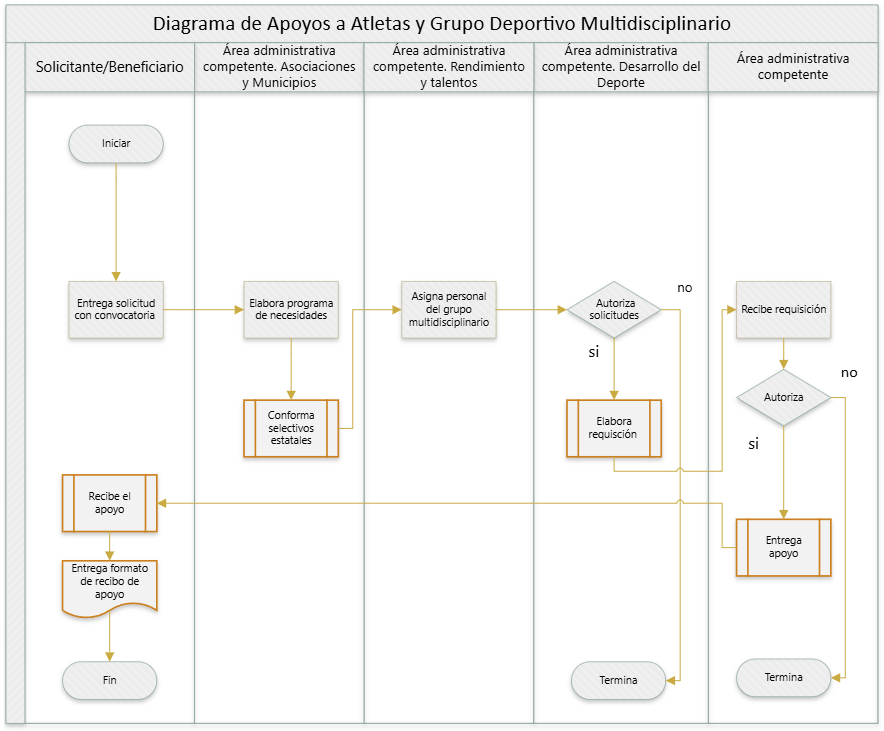 Diagrama de Apoyos a Atletas y Grupo Deportivo Multidisciplinario
Solicitante/Beneficiario
Área administrativa
competente. Asociaciones
y Municipios
Área administrativa
competente. Rendimiento
y talentos
Área administrativa
competente. Desarrollo del
Deporte
Área administrativa
competente
Iniciar
Entrega solicitud
con convocatoria
Elabora programa
de necesidades
Asigna personal
del grupo
multidisciplinario
Autoriza
solicitudes
no
Recibe requisición
si
no
Autoriza
Conforma
selectivos
estatales
Elabora
requisción
si
Recibe el
apoyo
Entrega
apoyo
Entrega formato
de recibo de
apoyo
Fin
Termina
Termina